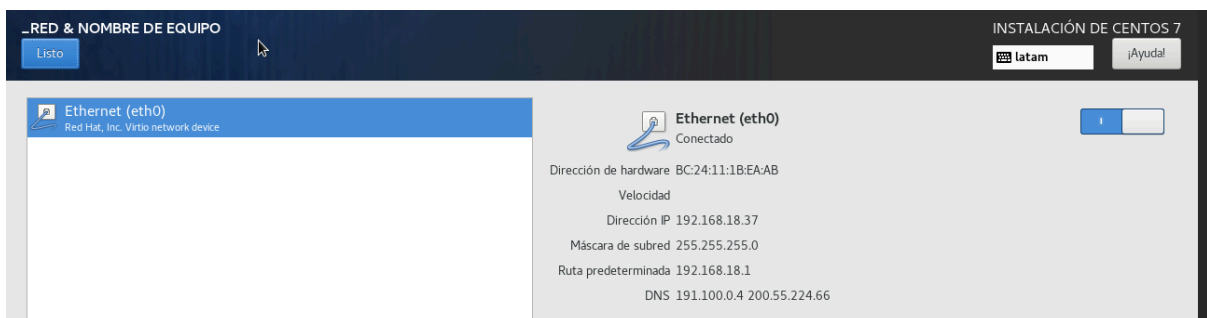 _RED & NOMBRE DE EQUIPO
INSTALACIÓN DE CENTOS 7
Listo
latam
¡Ayuda!
Ethernet (eth0)
Red Hat, Inc. Virtio network device
Ethernet (eth0)
Conectado
Dirección de hardware BC:24:11:1B:EA:AB
Velocidad
Dirección IP 192.168.18.37
Máscara de subred 255.255.255.0
Ruta predeterminada 192.168.18.1
DNS 191.100.0.4 200.55.224.66